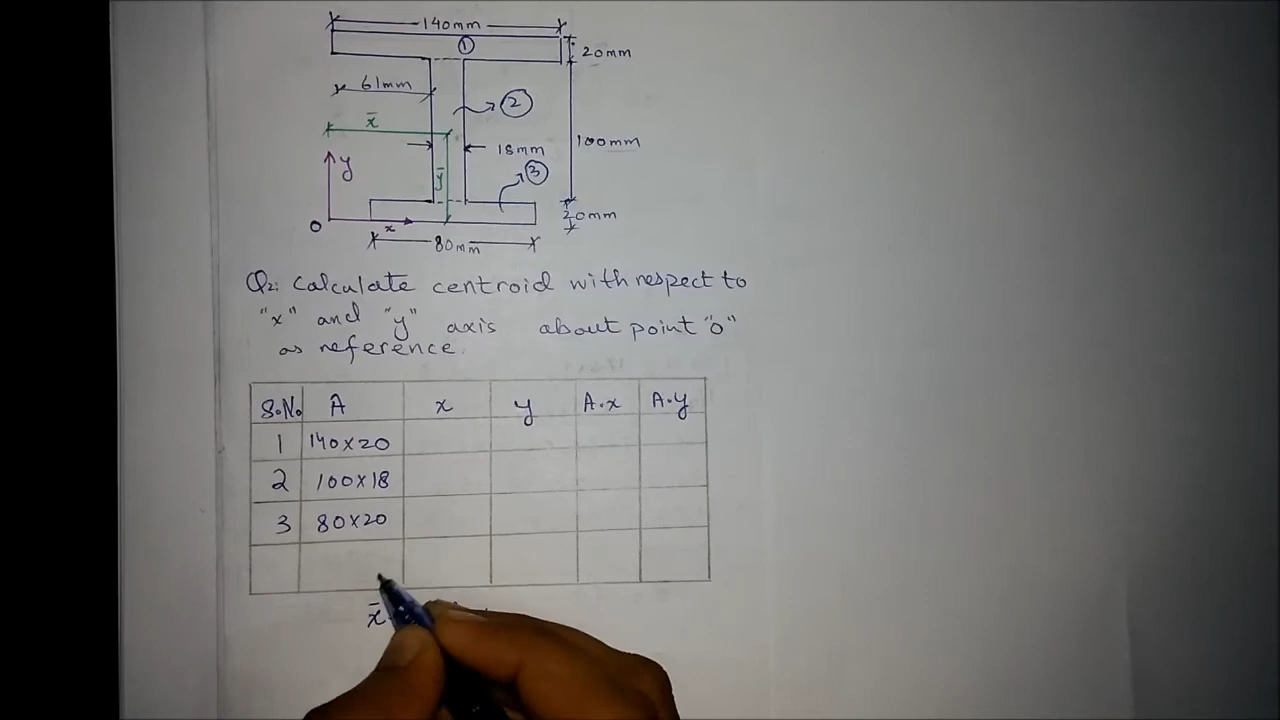 140mm
①
20mm
61mm
②
x̄
100mm
18mm
③
y
ȳ
20mm
O
x
80mm
Q2: Calculate centroid with respect to
"x" and "y" axis about point "o"
as reference.
S.No. A x y A.x A.y
1 140x20
2 100x18
3 80x20
x̄